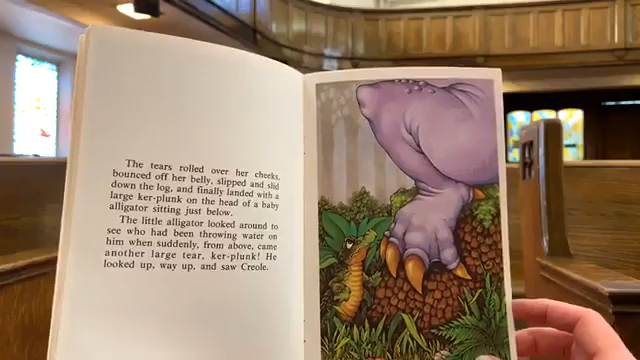 The tears rolled over her cheeks,
bounced off her belly, slipped and slid
down the log, and finally landed with a
large ker-plunk on the head of a baby
alligator sitting just below.
The little alligator looked around to
see who had been throwing water on
him when suddenly, from above, came
another large tear, ker-plunk! He
looked up, way up, and saw Creole.